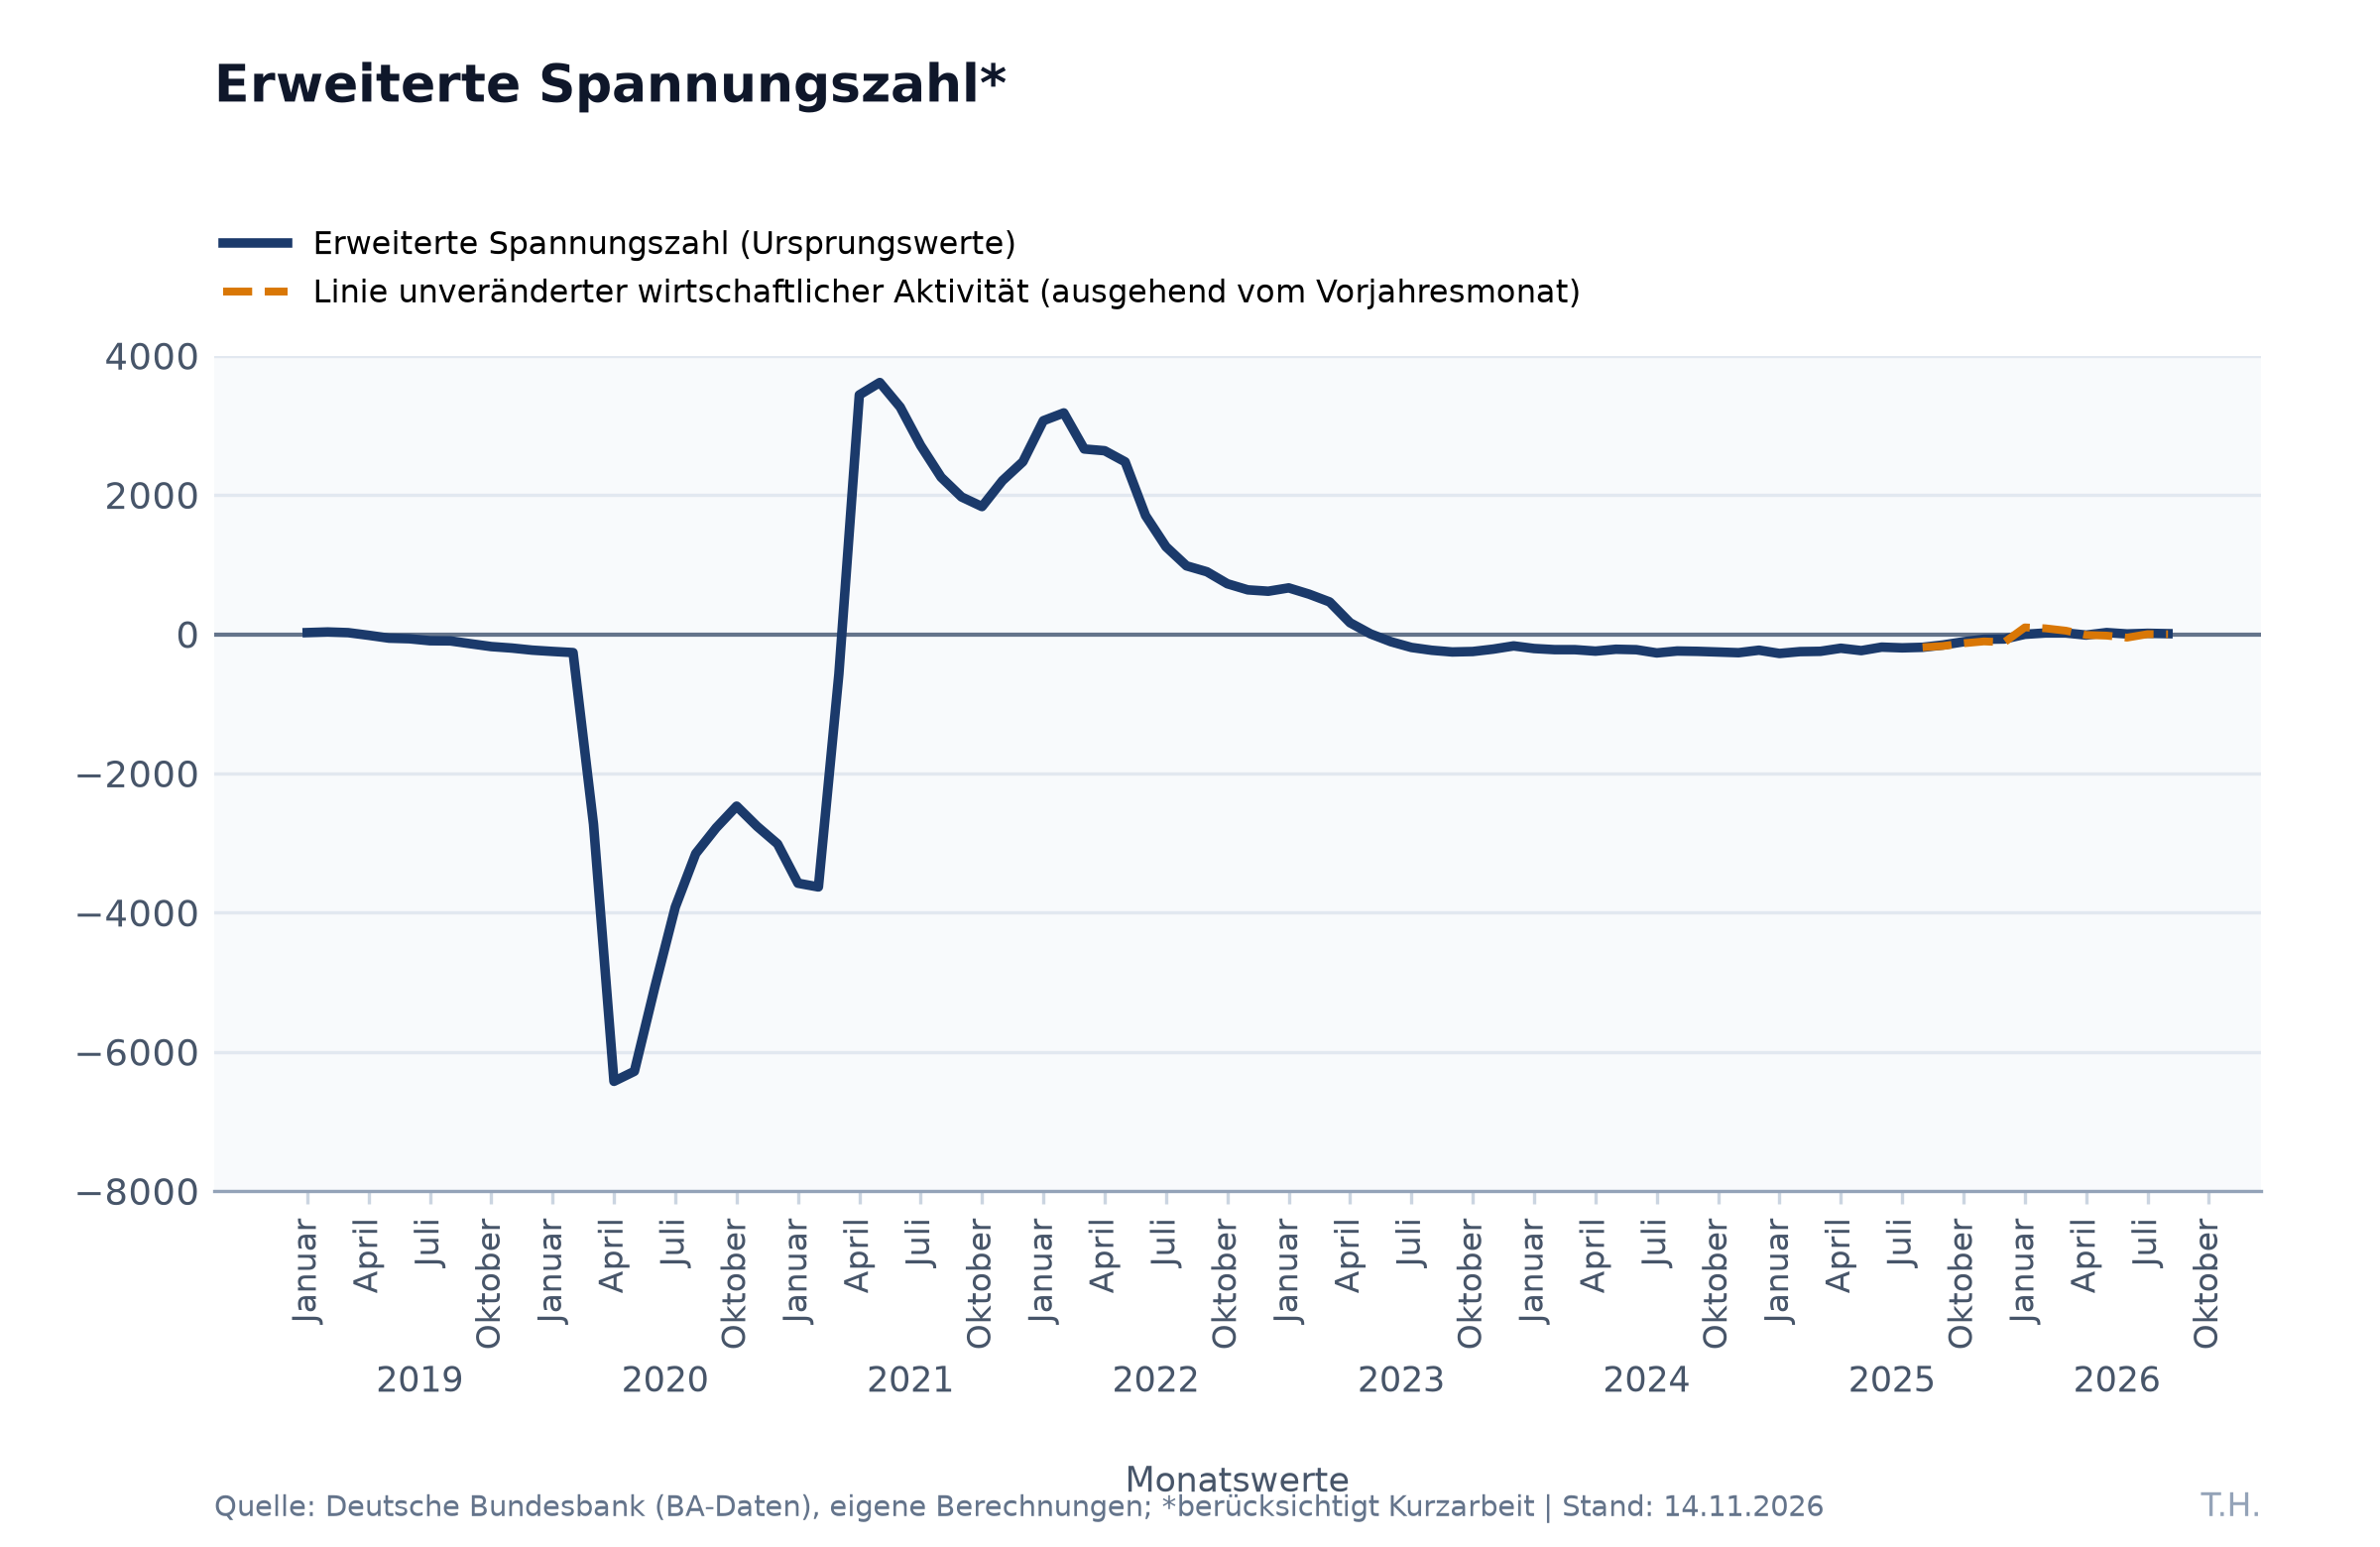 Erweiterte Spannungszahl*
Erweiterte Spannungszahl (Ursprungswerte)
Linie unveränderter wirtschaftlicher Aktivität (ausgehend vom Vorjahresmonat)
4000
2000
0
−2000
−4000
−6000
−8000
Januar
April
Juli
Oktober
Januar
April
Juli
Oktober
Januar
April
Juli
Oktober
Januar
April
Juli
Oktober
Januar
April
Juli
Oktober
Januar
April
Juli
Oktober
Januar
April
Juli
Oktober
Januar
April
Juli
Oktober
2019
2020
2021
2022
2023
2024
2025
2026
Monatswerte
Quelle: Deutsche Bundesbank (BA-Daten), eigene Berechnungen; *berücksichtigt Kurzarbeit | Stand: 14.11.2026
T.H.